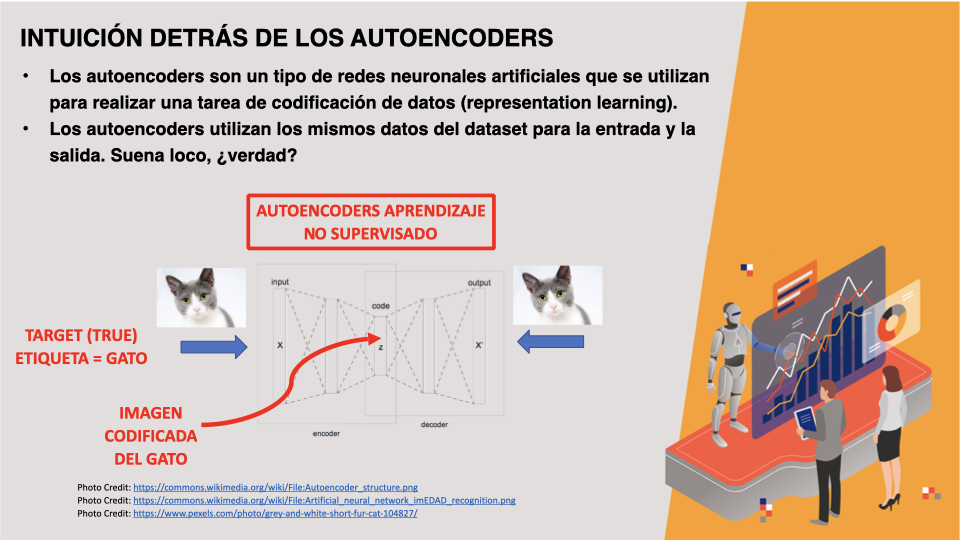 INTUICIÓN DETRÁS DE LOS AUTOENCODERS
• Los autoencoders son un tipo de redes neuronales artificiales que se utilizan
para realizar una tarea de codificación de datos (representation learning).
• Los autoencoders utilizan los mismos datos del dataset para la entrada y la
salida. Suena loco, ¿verdad?
AUTOENCODERS APRENDIZAJE
NO SUPERVISADO
input
output
code
TARGET (TRUE)
ETIQUETA = GATO
X
z
X'
IMAGEN
CODIFICADA
DEL GATO
encoder
decoder
Photo Credit: https://commons.wikimedia.org/wiki/File:Autoencoder_structure.png
Photo Credit: https://commons.wikimedia.org/wiki/File:Artificial_neural_network_imEDAD_recognition.png
Photo Credit: https://www.pexels.com/photo/grey-and-white-short-fur-cat-104827/